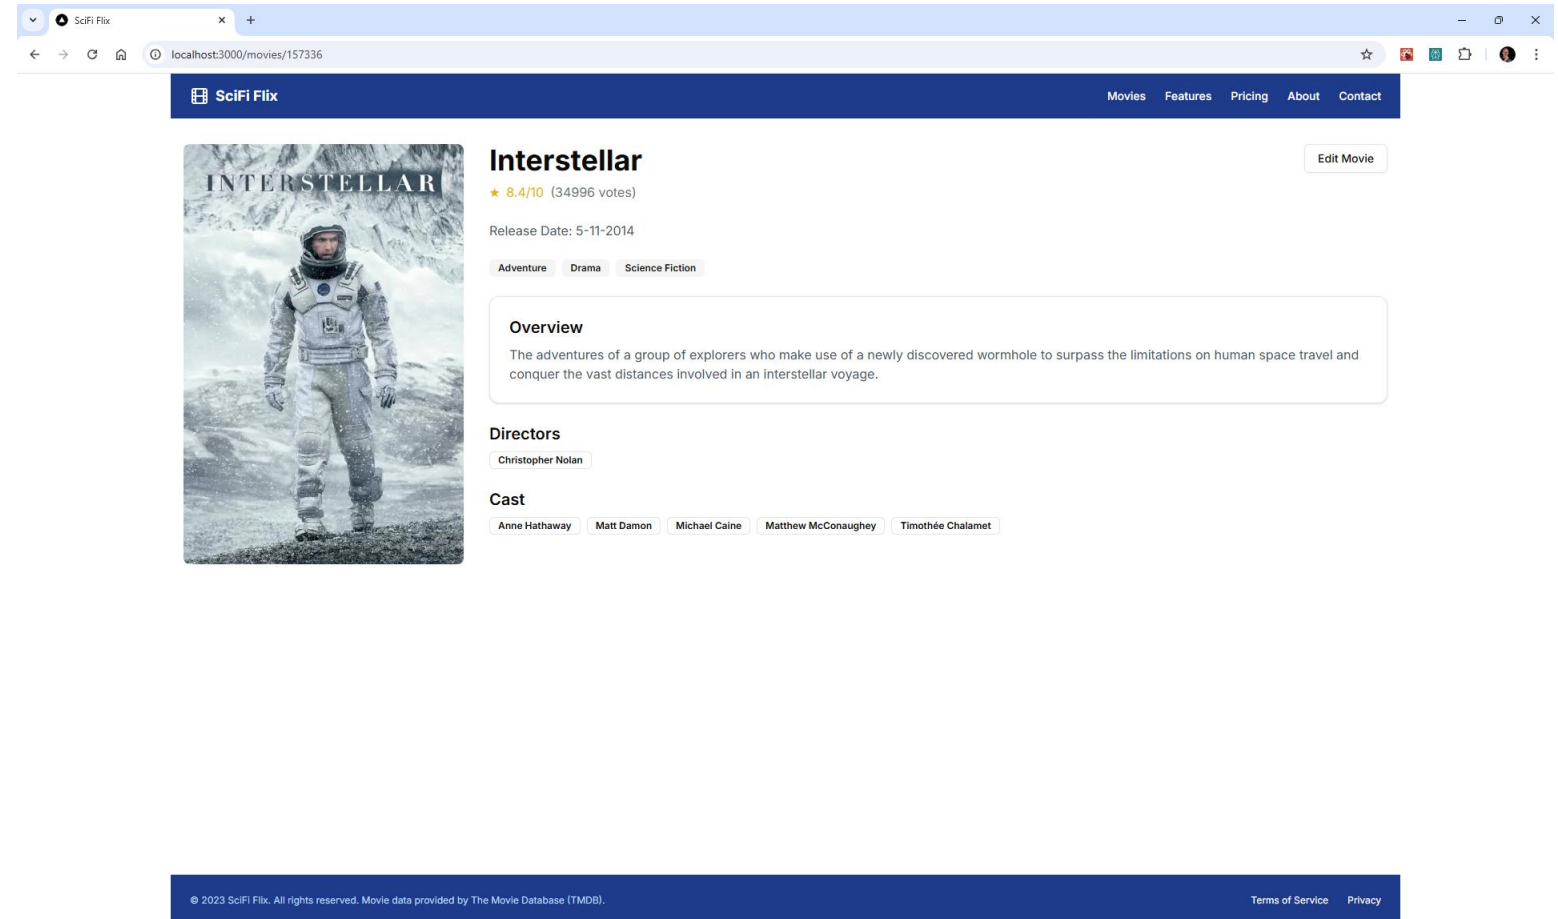 SciFi Flix
localhost:3000/movies/157336
SciFi Flix
Movies Features Pricing About Contact
INTERSTELLAR
Interstellar
Edit Movie
★ 8.4/10 (34996 votes)
Release Date: 5-11-2014
Adventure Drama Science Fiction
Overview
The adventures of a group of explorers who make use of a newly discovered wormhole to surpass the limitations on human space travel and
conquer the vast distances involved in an interstellar voyage.
Directors
Christopher Nolan
Cast
Anne Hathaway Matt Damon Michael Caine Matthew McConaughey Timothée Chalamet
© 2023 SciFi Flix. All rights reserved. Movie data provided by The Movie Database (TMDB).
Terms of Service Privacy